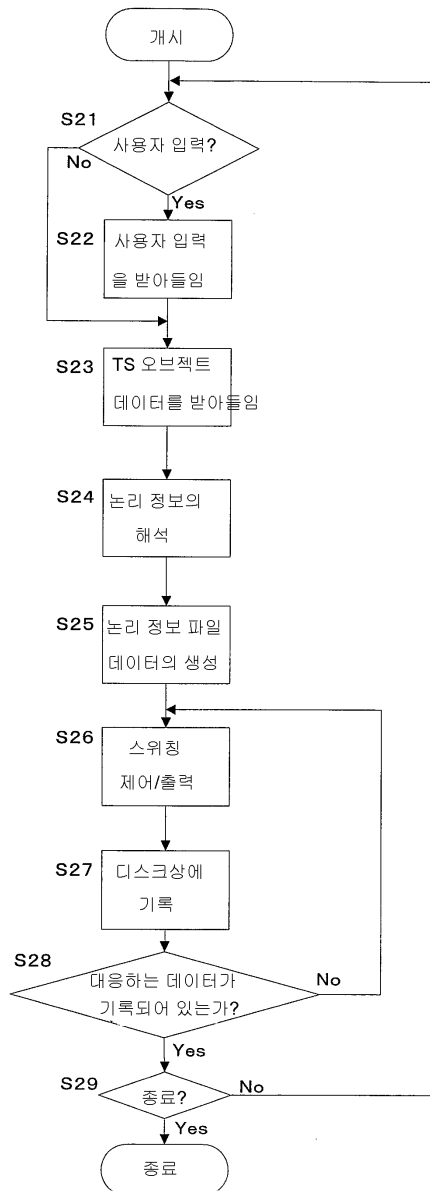 개시
S21
사용자 입력?
No
Yes
S22
사용자 입력
을 받아들임
S23
TS 오브젝트
데이터를 받아들임
S24
논리 정보의
해석
S25
논리 정보 파일
데이터의 생성
S26
스위칭
제어/출력
S27
디스크상에
기록
S28
대응하는 데이터가
기록되어 있는가?
No
Yes
S29
종료?
No
Yes
종료